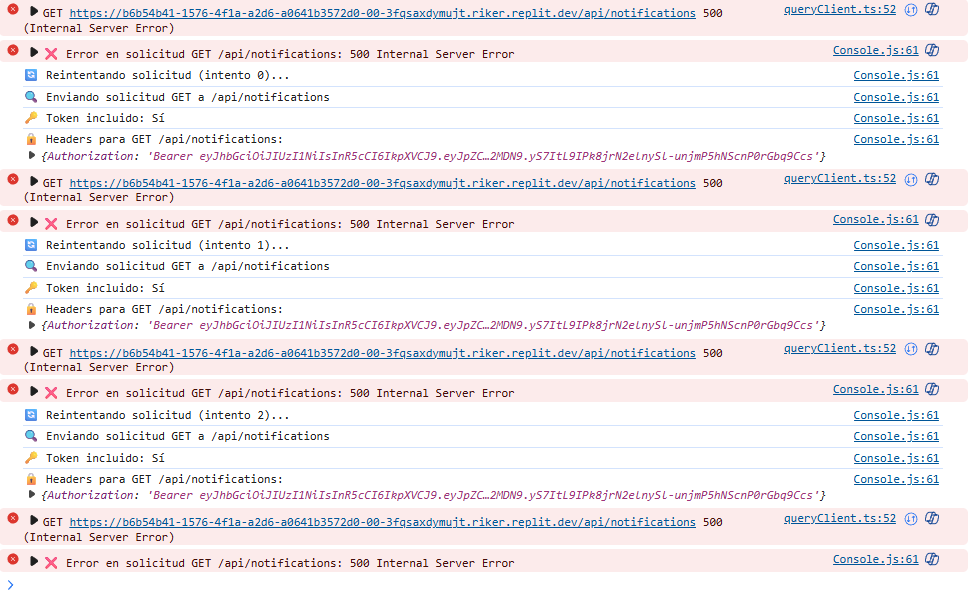 GET https://b6b54b41-1576-4f1a-a2d6-a0641b3572d0-00-3fqsaxdymujt.riker.replit.dev/api/notifications 500 queryClient.ts:52
(Internal Server Error)
❌ Error en solicitud GET /api/notifications: 500 Internal Server Error Console.js:61
🔄 Reintentando solicitud (intento 0)... Console.js:61
🔍 Enviando solicitud GET a /api/notifications Console.js:61
🔑 Token incluido: Sí Console.js:61
🔒 Headers para GET /api/notifications: Console.js:61
{Authorization: 'Bearer eyJhbGciOiJIUzI1NiIsInR5cCI6IkpXVCJ9.eyJpZC…2MDN9.yS7ItL9IPk8jrN2elnySl-unjmP5hNScnP0rGbq9Ccs'}
GET https://b6b54b41-1576-4f1a-a2d6-a0641b3572d0-00-3fqsaxdymujt.riker.replit.dev/api/notifications 500 queryClient.ts:52
(Internal Server Error)
❌ Error en solicitud GET /api/notifications: 500 Internal Server Error Console.js:61
🔄 Reintentando solicitud (intento 1)... Console.js:61
🔍 Enviando solicitud GET a /api/notifications Console.js:61
🔑 Token incluido: Sí Console.js:61
🔒 Headers para GET /api/notifications: Console.js:61
{Authorization: 'Bearer eyJhbGciOiJIUzI1NiIsInR5cCI6IkpXVCJ9.eyJpZC…2MDN9.yS7ItL9IPk8jrN2elnySl-unjmP5hNScnP0rGbq9Ccs'}
GET https://b6b54b41-1576-4f1a-a2d6-a0641b3572d0-00-3fqsaxdymujt.riker.replit.dev/api/notifications 500 queryClient.ts:52
(Internal Server Error)
❌ Error en solicitud GET /api/notifications: 500 Internal Server Error Console.js:61
🔄 Reintentando solicitud (intento 2)... Console.js:61
🔍 Enviando solicitud GET a /api/notifications Console.js:61
🔑 Token incluido: Sí Console.js:61
🔒 Headers para GET /api/notifications: Console.js:61
{Authorization: 'Bearer eyJhbGciOiJIUzI1NiIsInR5cCI6IkpXVCJ9.eyJpZC…2MDN9.yS7ItL9IPk8jrN2elnySl-unjmP5hNScnP0rGbq9Ccs'}
GET https://b6b54b41-1576-4f1a-a2d6-a0641b3572d0-00-3fqsaxdymujt.riker.replit.dev/api/notifications 500 queryClient.ts:52
(Internal Server Error)
❌ Error en solicitud GET /api/notifications: 500 Internal Server Error Console.js:61